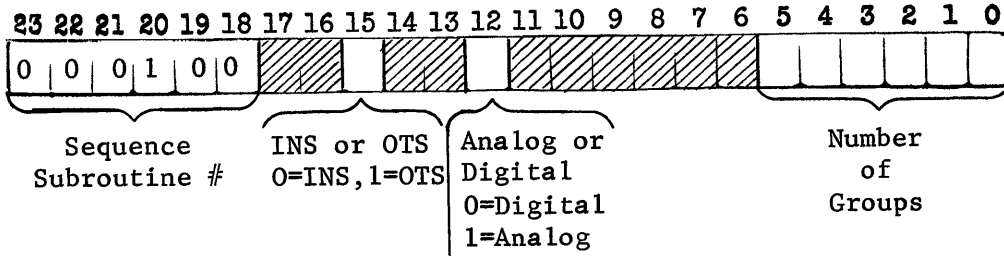 23 22 21 20 19 18 17 16 15 14 13 12 11 10 9 8 7 6 5 4 3 2 1 0
0 0 0 1 0 0
Sequence
Subroutine #
INS or OTS
0=INS,1=OTS
Analog or
Digital
0=Digital
1=Analog
Number
of
Groups